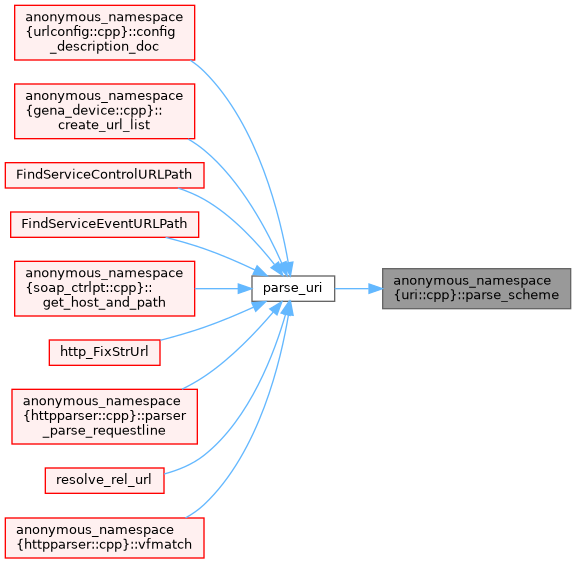 anonymous_namespace
{urlconfig::cpp}::config
_description_doc
anonymous_namespace
{gena_device::cpp}::
create_url_list
FindServiceControlURLPath
FindServiceEventURLPath
anonymous_namespace
{soap_ctrlpt::cpp}::
get_host_and_path
http_FixStrUrl
anonymous_namespace
{httpparser::cpp}::parser
_parse_requestline
resolve_rel_url
anonymous_namespace
{httpparser::cpp}::vfmatch
parse_uri
anonymous_namespace
{uri::cpp}::parse_scheme